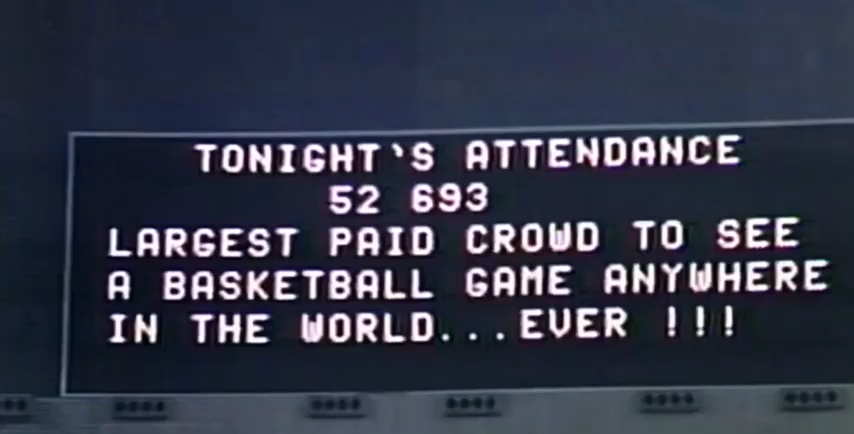 TONIGHT'S ATTENDANCE
52 693
LARGEST PAID CROWD TO SEE
A BASKETBALL GAME ANYWHERE
IN THE WORLD...EVER !!!